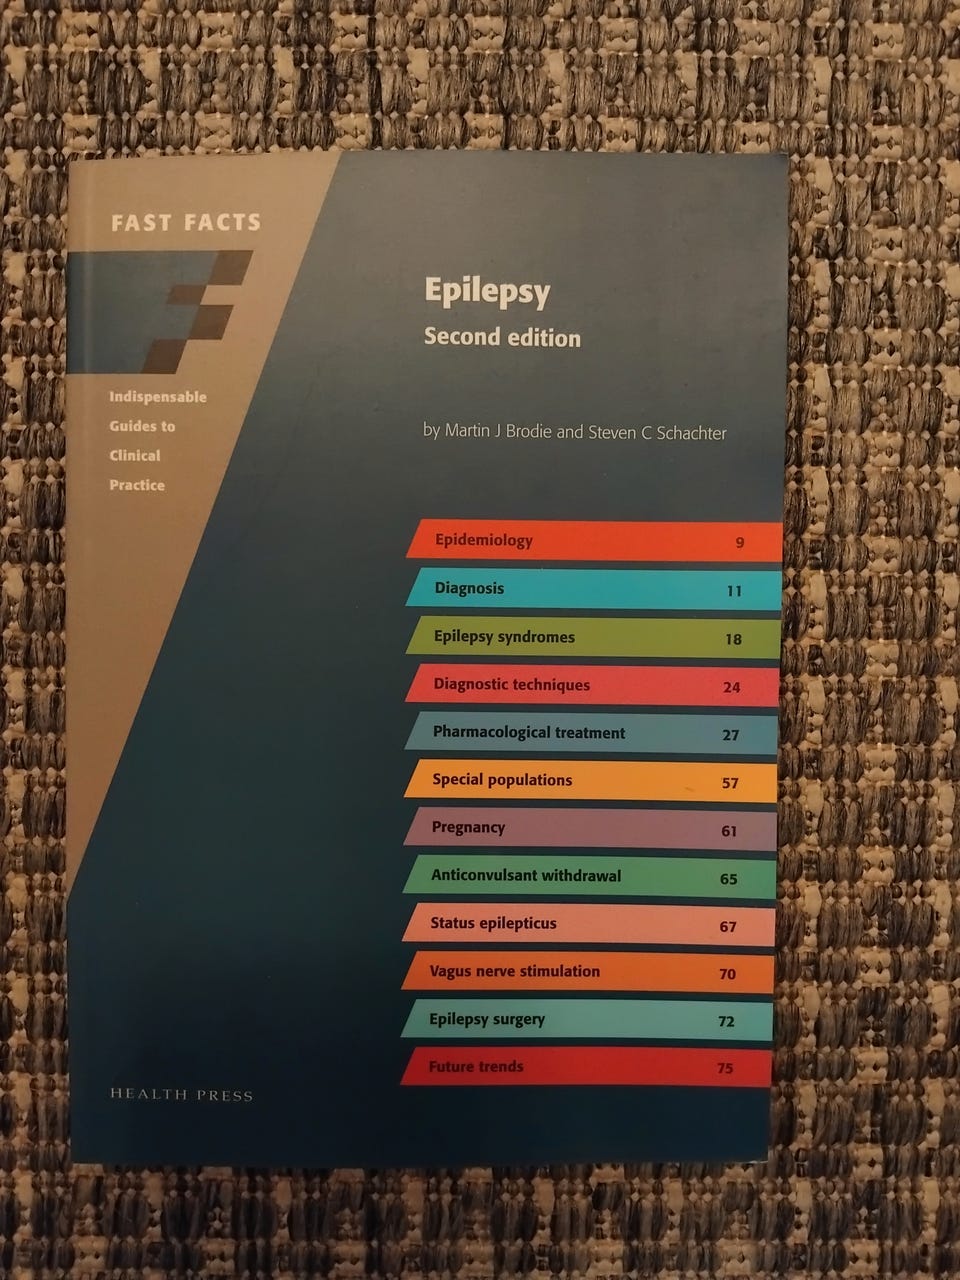 FAST FACTS
Indispensable
Guides to
Clinical
Practice
Epilepsy
Second edition
by Martin J Brodie and Steven C Schachter
Epidemiology 9
Diagnosis 11
Epilepsy syndromes 18
Diagnostic techniques 24
Pharmacological treatment 27
Special populations 57
Pregnancy 61
Anticonvulsant withdrawal 65
Status epilepticus 67
Vagus nerve stimulation 70
Epilepsy surgery 72
Future trends 75
HEALTH PRESS